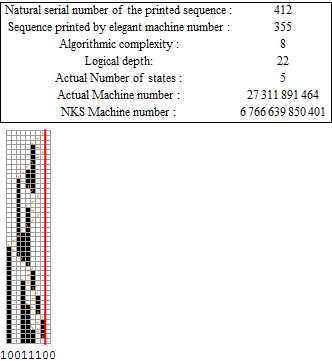 Natural serial number of the printed sequence : 412
Sequence printed by elegant machine number : 355
Algorithmic complexity : 8
Logical depth: 22
Actual Number of states : 5
Actual Machine number : 27 311 891 464
NKS Machine number : 6 766 639 850 401
10011100